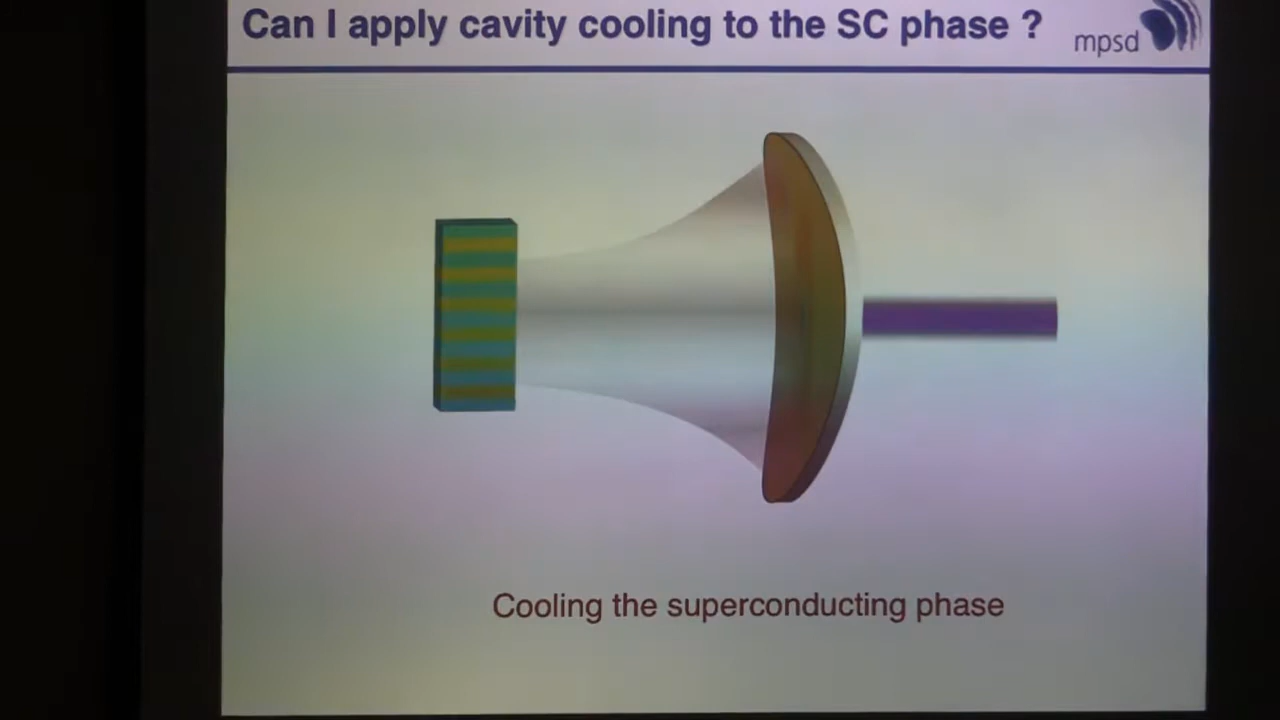 Can I apply cavity cooling to the SC phase ?
mpsd
Cooling the superconducting phase